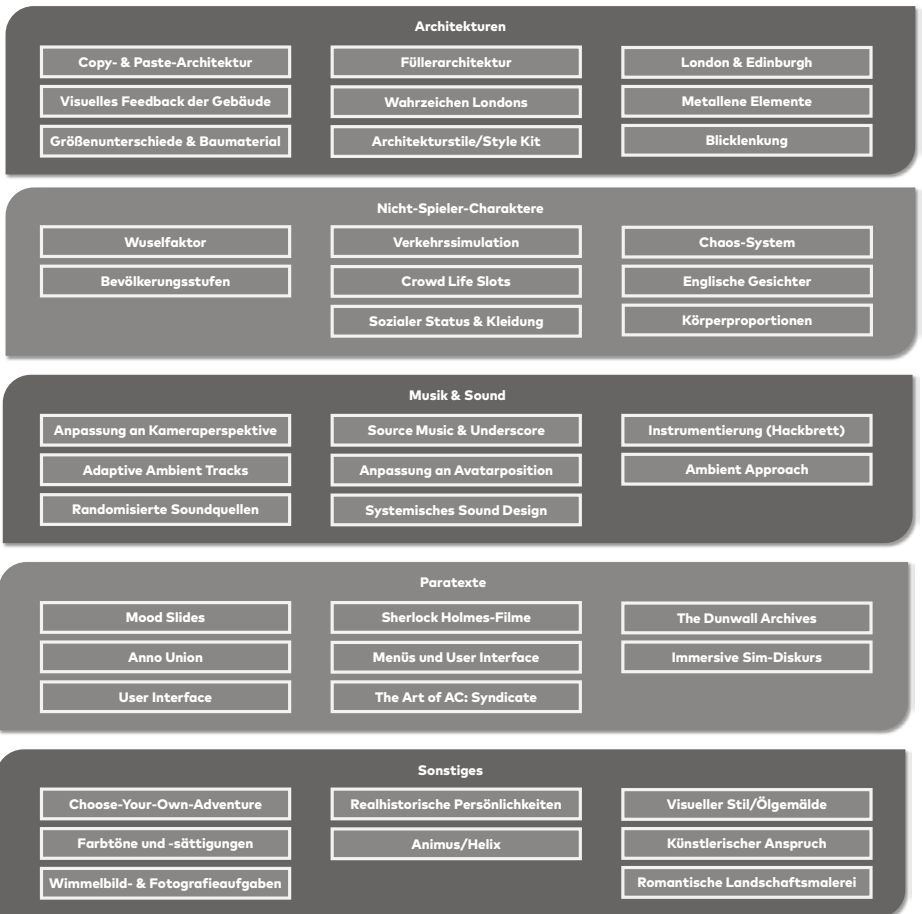 Architekturen
Copy- & Paste-Architektur
Füllerarchitektur
London & Edinburgh
Visuelles Feedback der Gebäude
Wahrzeichen Londons
Metallene Elemente
Größenunterschiede & Baumaterial
Architekturstile/Style Kit
Blicklenkung
Nicht-Spieler-Charaktere
Wuselfaktor
Verkehrssimulation
Chaos-System
Bevölkerungsstufen
Crowd Life Slots
Englische Gesichter
Sozialer Status & Kleidung
Körperproportionen
Musik & Sound
Anpassung an Kameraperspektive
Source Music & Underscore
Instrumentierung (Hackbrett)
Adaptive Ambient Tracks
Anpassung an Avatarposition
Ambient Approach
Randomisierte Soundquellen
Systemisches Sound Design
Paratexte
Mood Slides
Sherlock Holmes-Filme
The Dunwall Archives
Anno Union
Menüs und User Interface
Immersive Sim-Diskurs
User Interface
The Art of AC: Syndicate
Sonstiges
Choose-Your-Own-Adventure
Realhistorische Persönlichkeiten
Visueller Stil/Ölgemälde
Farbtöne und -sättigungen
Animus/Helix
Künstlerischer Anspruch
Wimmelbild- & Fotografieaufgaben
Romantische Landschaftsmalerei